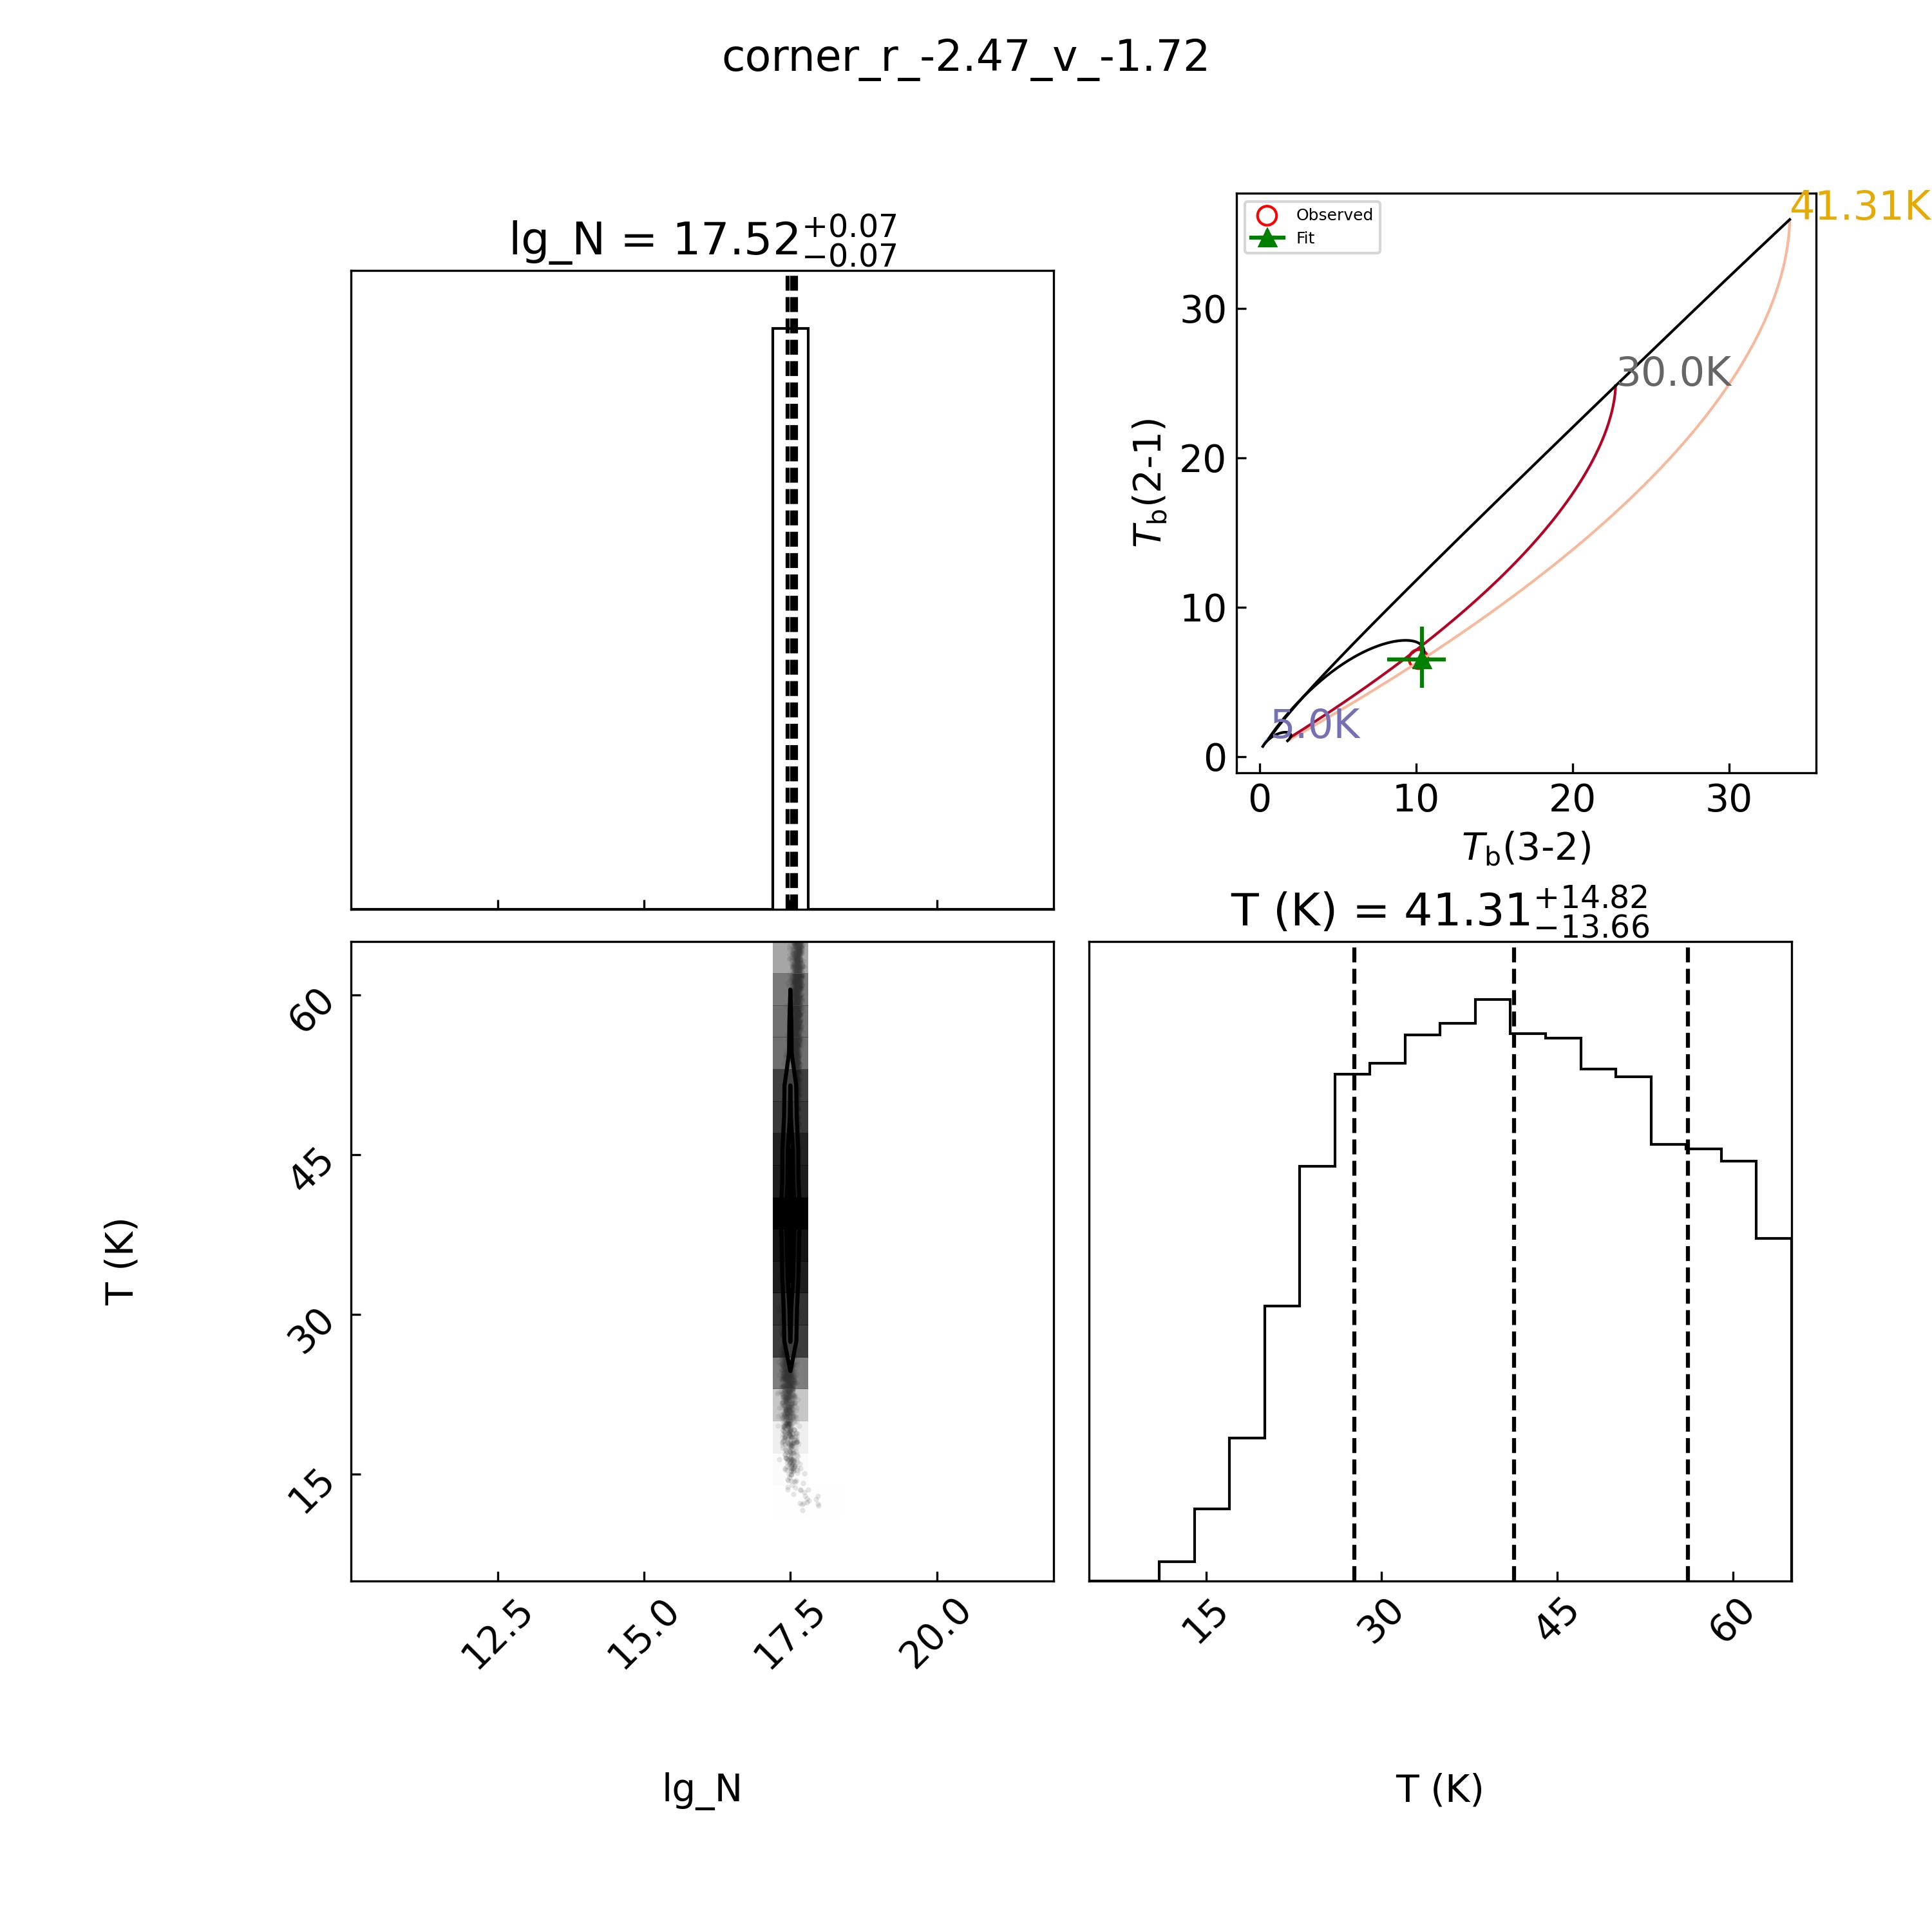 corner_r_-2.47_v_-1.72
lg_N = 17.52+0.07 −0.07
41.31K
Observed
Fit
30
30.0K
20
10
5.0K
0
T_b(2-1)
0 10 20 30
T_b(3-2)
T (K) = 41.31+14.82 −13.66
60
45
30
15
T (K)
12.5 15.0 17.5 20.0
15 30 45 60
lg_N
T (K)